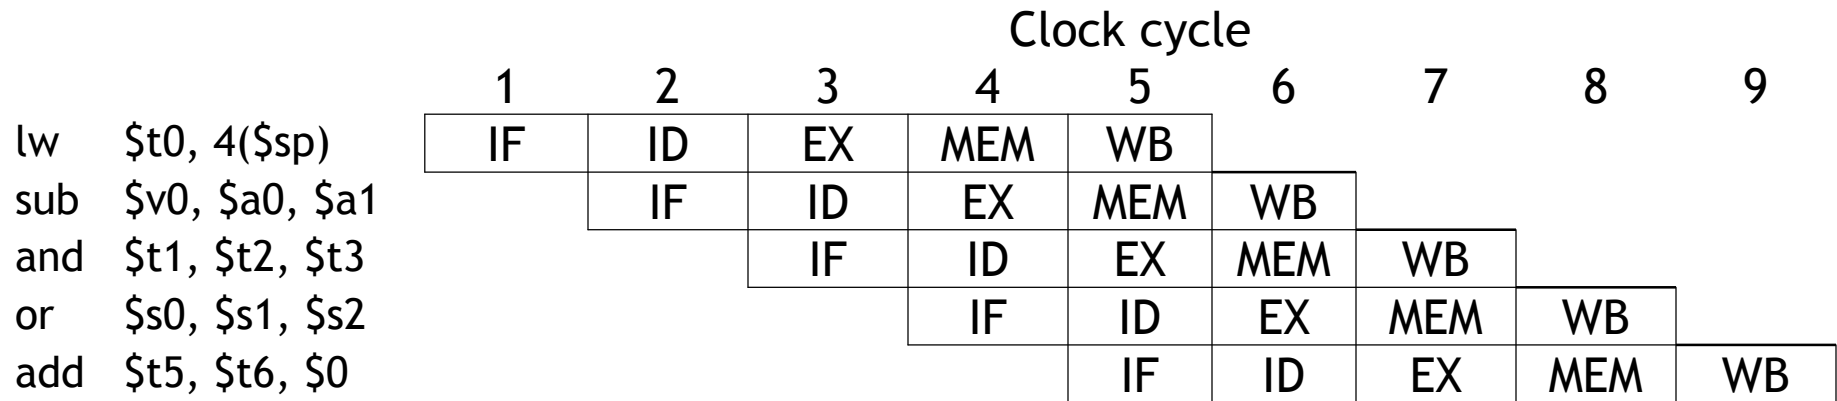 Clock cycle
1 2 3 4 5 6 7 8 9
lw $t0, 4($sp) IF ID EX MEM WB
sub $v0, $a0, $a1 IF ID EX MEM WB
and $t1, $t2, $t3 IF ID EX MEM WB
or $s0, $s1, $s2 IF ID EX MEM WB
add $t5, $t6, $0 IF ID EX MEM WB